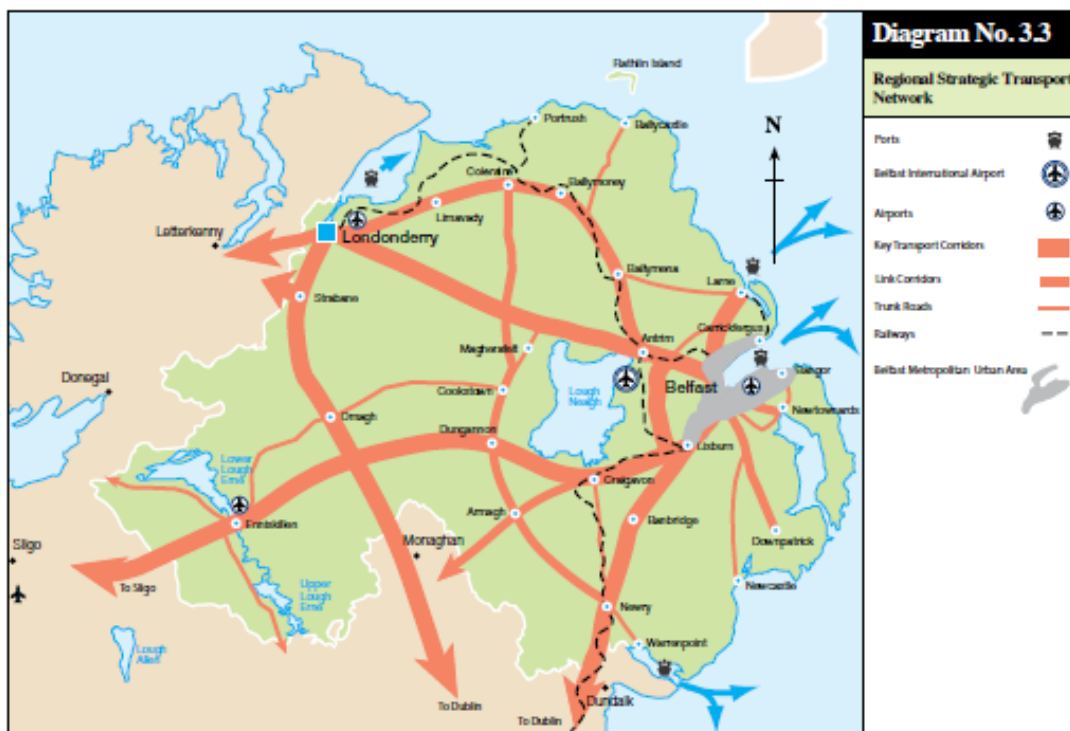 Diagram No. 3.3
Regional Strategic Transport
Network
Ports
Belfast International Airport
Airports
Key Transport Corridors
Link Corridors
Trunk Roads
Railways
Belfast Metropolitan Urban Area
N
Rathlin Island
Portrush
Ballycastle
Coleraine
Ballymoney
Limavady
Letterkenny
Londonderry
Ballymena
Larne
Strabane
Carrickfergus
Magherafelt
Antrim
Bangor
Donegal
Cookstown
Lough
Neagh
Belfast
Newtownards
Omagh
Dungannon
Lisburn
Lower
Lough
Erne
Craigavon
Armagh
Banbridge
Enniskillen
Monaghan
Downpatrick
Sligo
To Sligo
Upper
Lough
Erne
Newcastle
Newry
Warrenpoint
Lough
Allen
Dundalk
To Dublin
To Dublin